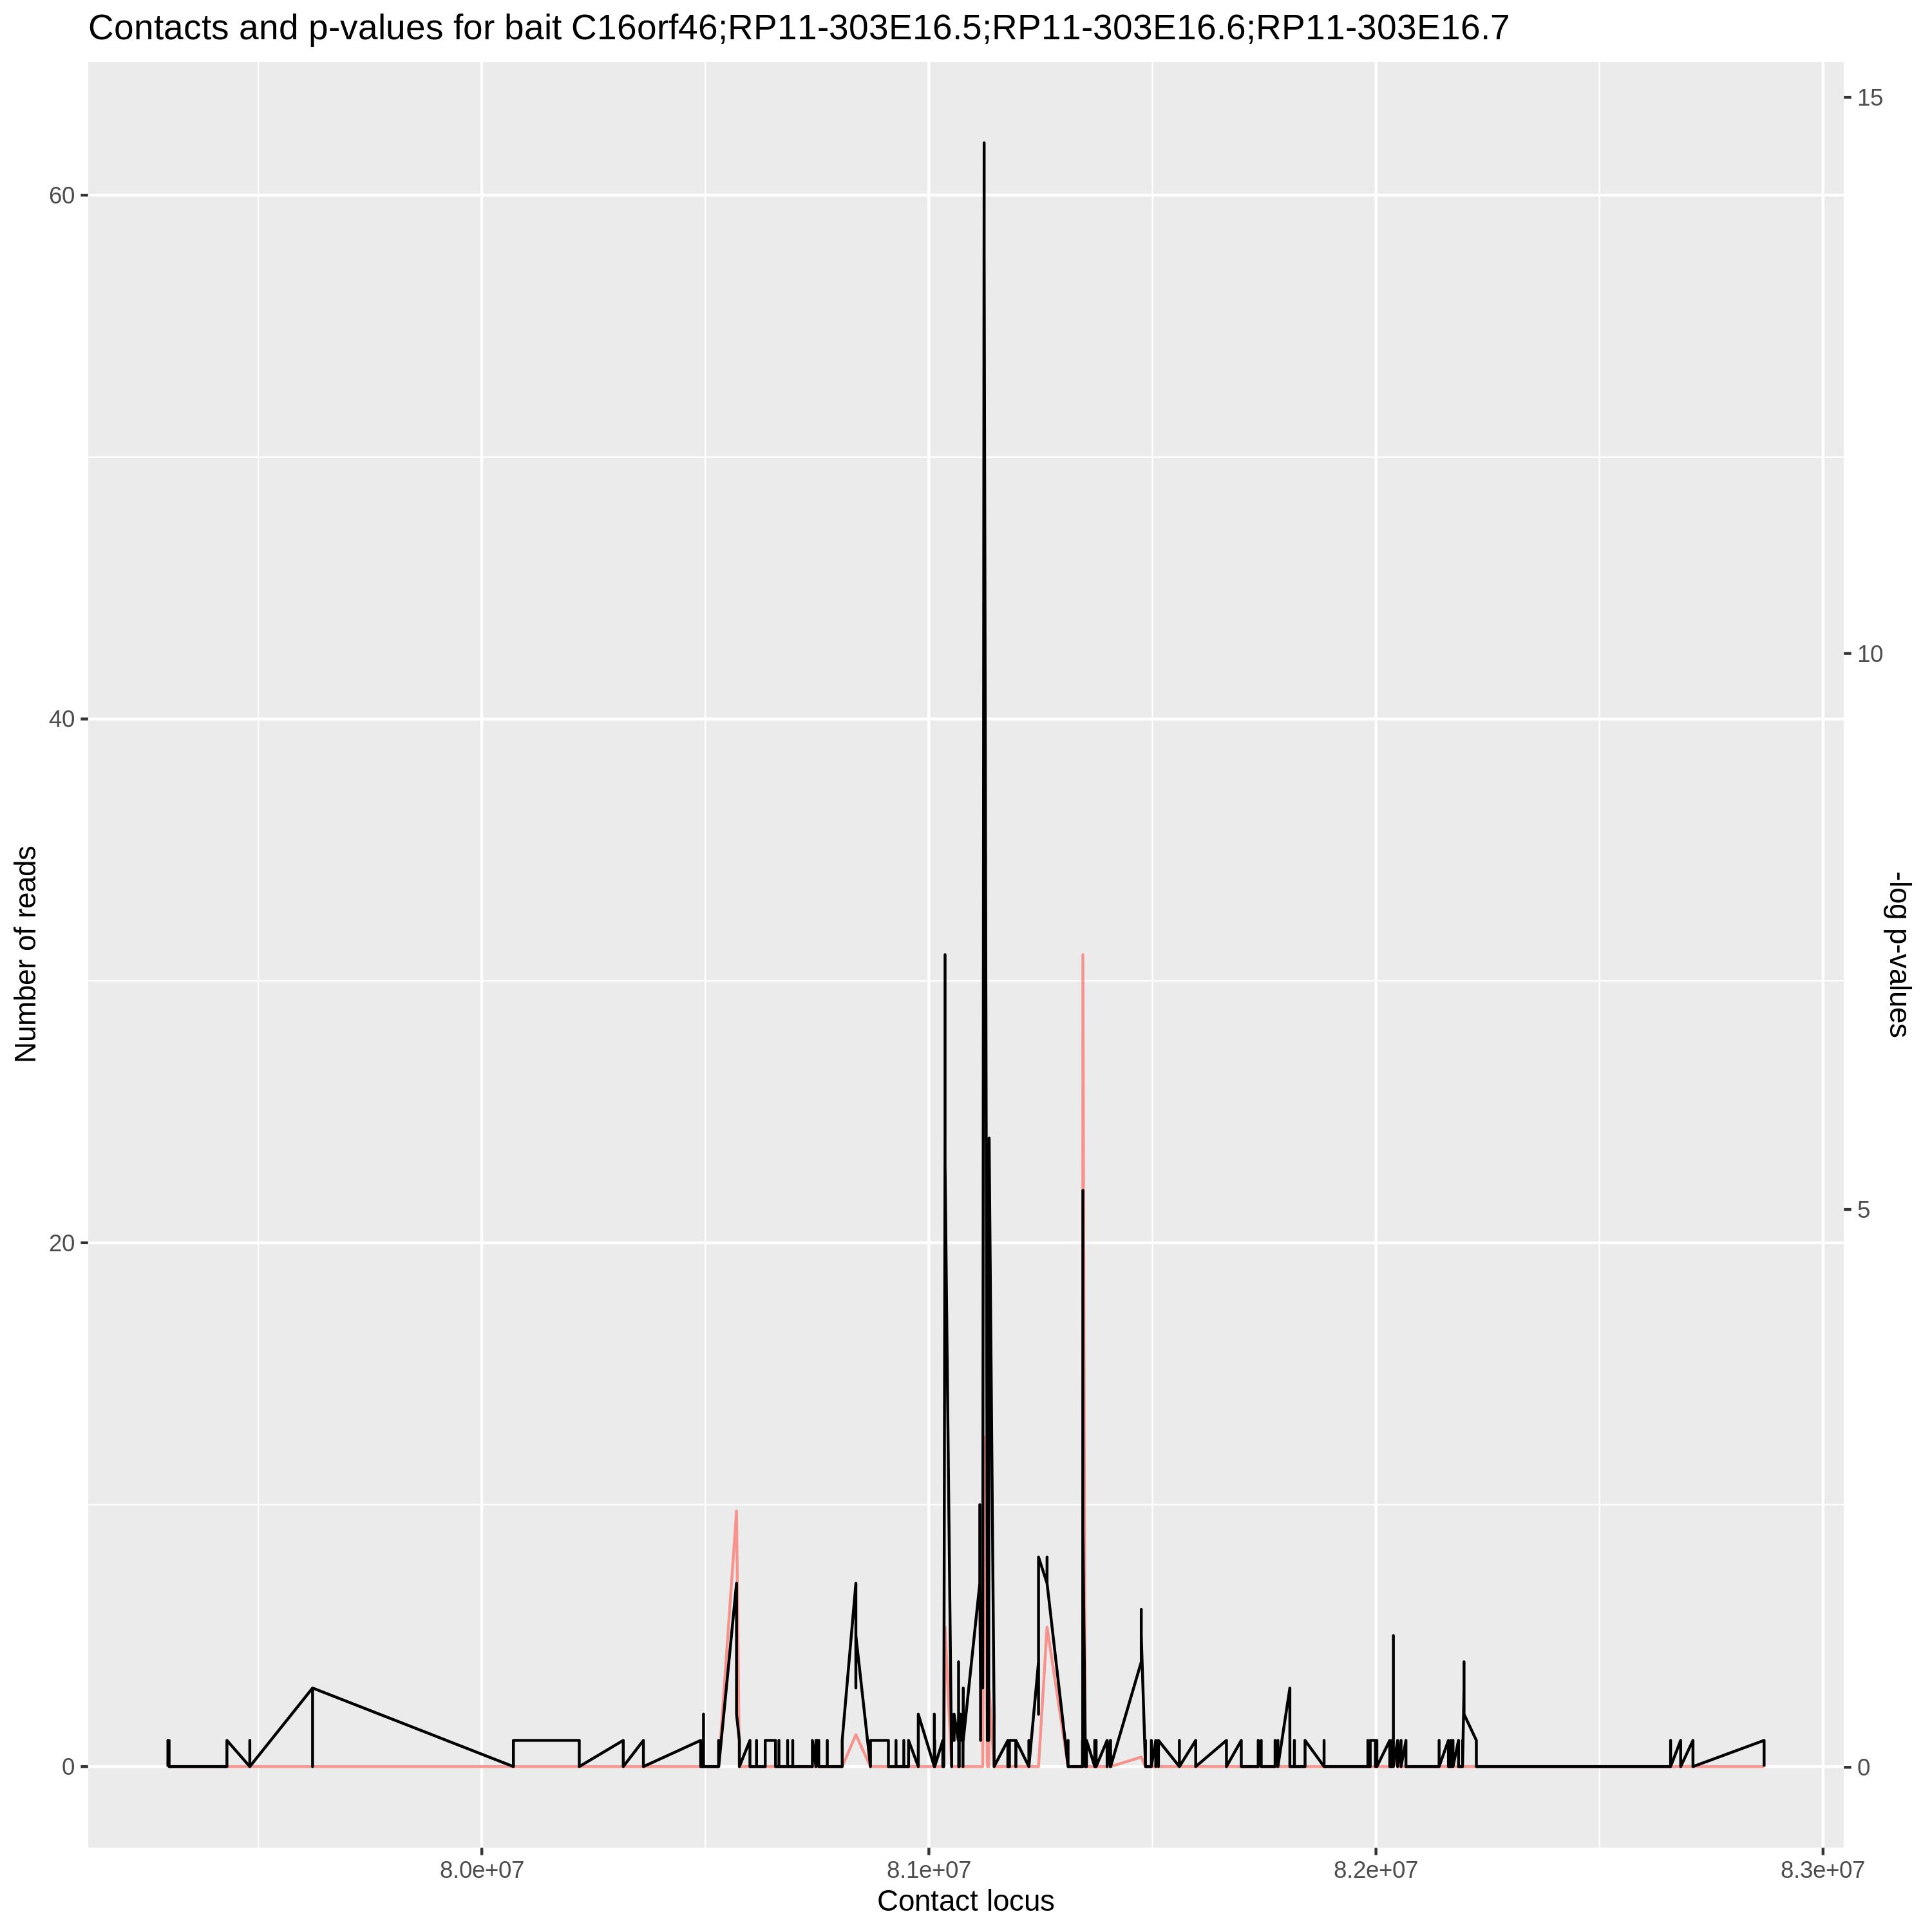 Contacts and p-values for bait C16orf46;RP11-303E16.5;RP11-303E16.6;RP11-303E16.7
15
60
10
40
Number of reads
-log p-values
5
20
0
0
8.0e+07
8.1e+07
8.2e+07
8.3e+07
Contact locus